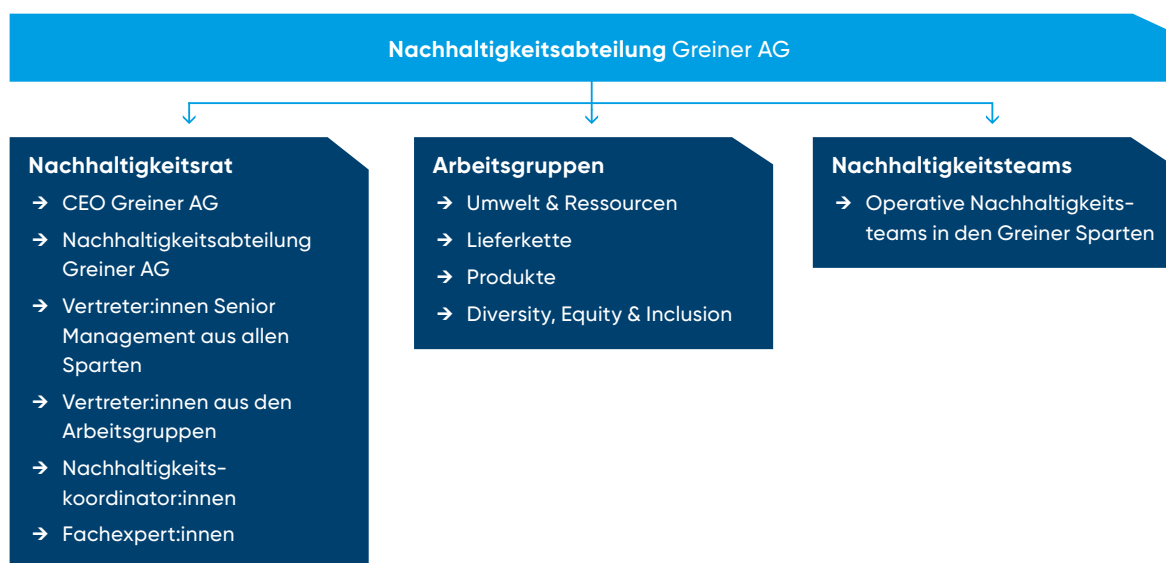 Nachhaltigkeitsabteilung Greiner AG
Nachhaltigkeitsrat
→ CEO Greiner AG
→ Nachhaltigkeitsabteilung
Greiner AG
→ Vertreter:innen Senior
Management aus allen
Sparten
→ Vertreter:innen aus den
Arbeitsgruppen
→ Nachhaltigkeits-
koordinator:innen
→ Fachexpert:innen
Arbeitsgruppen
→ Umwelt & Ressourcen
→ Lieferkette
→ Produkte
→ Diversity, Equity & Inclusion
Nachhaltigkeitsteams
→ Operative Nachhaltigkeits-
teams in den Greiner Sparten